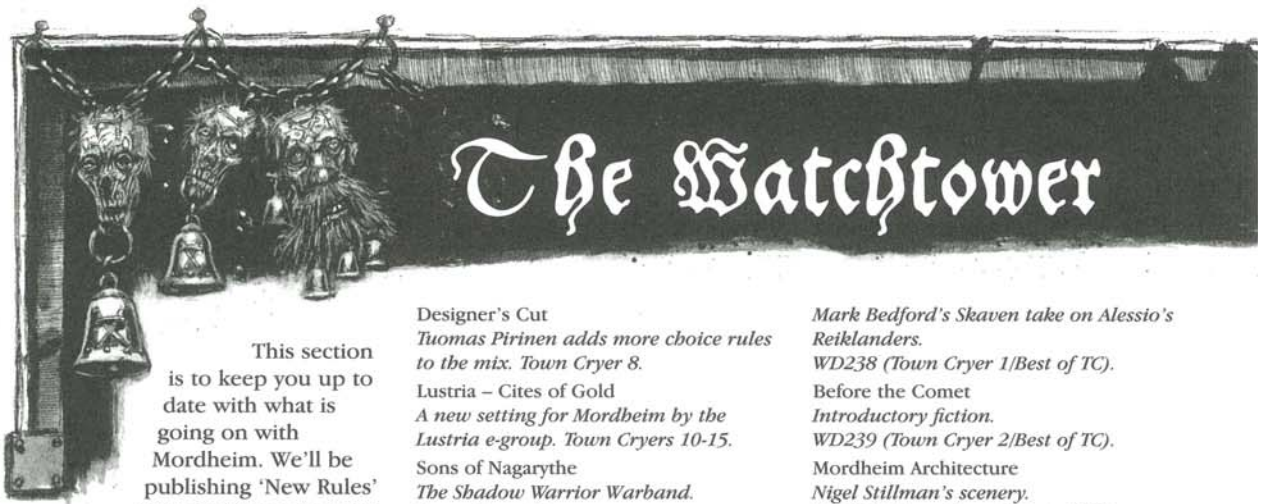 The Watchtower
This section
is to keep you up to
date with what is
going on with
Mordheim. We'll be
publishing 'New Rules'
Designer's Cut
Tuomas Pirinen adds more choice rules
to the mix. Town Cryer 8.
Lustria – Cites of Gold
A new setting for Mordheim by the
Lustria e-group. Town Cryers 10-15.
Sons of Nagarythe
The Shadow Warrior Warband.
Mark Bedford's Skaven take on Alessio's
Reiklanders.
WD238 (Town Cryer 1/Best of TC).
Before the Comet
Introductory fiction.
WD239 (Town Cryer 2/Best of TC).
Mordheim Architecture
Nigel Stillman's scenery.